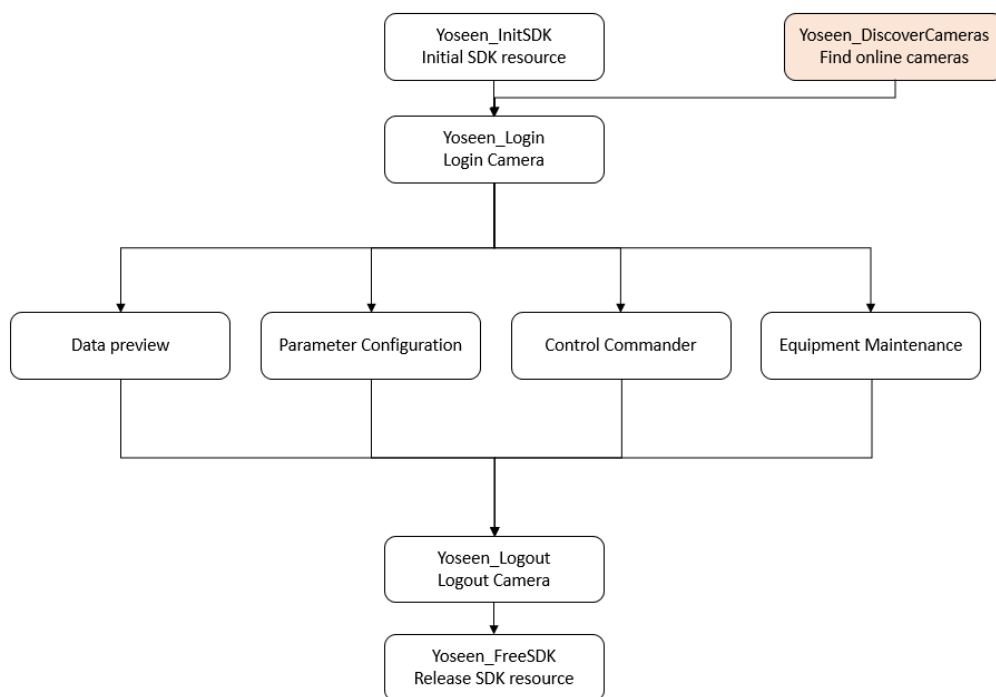 Yoseen_InitSDK
Initial SDK resource
Yoseen_DiscoverCameras
Find online cameras
Yoseen_Login
Login Camera
Data preview
Parameter Configuration
Control Commander
Equipment Maintenance
Yoseen_Logout
Logout Camera
Yoseen_FreeSDK
Release SDK resource